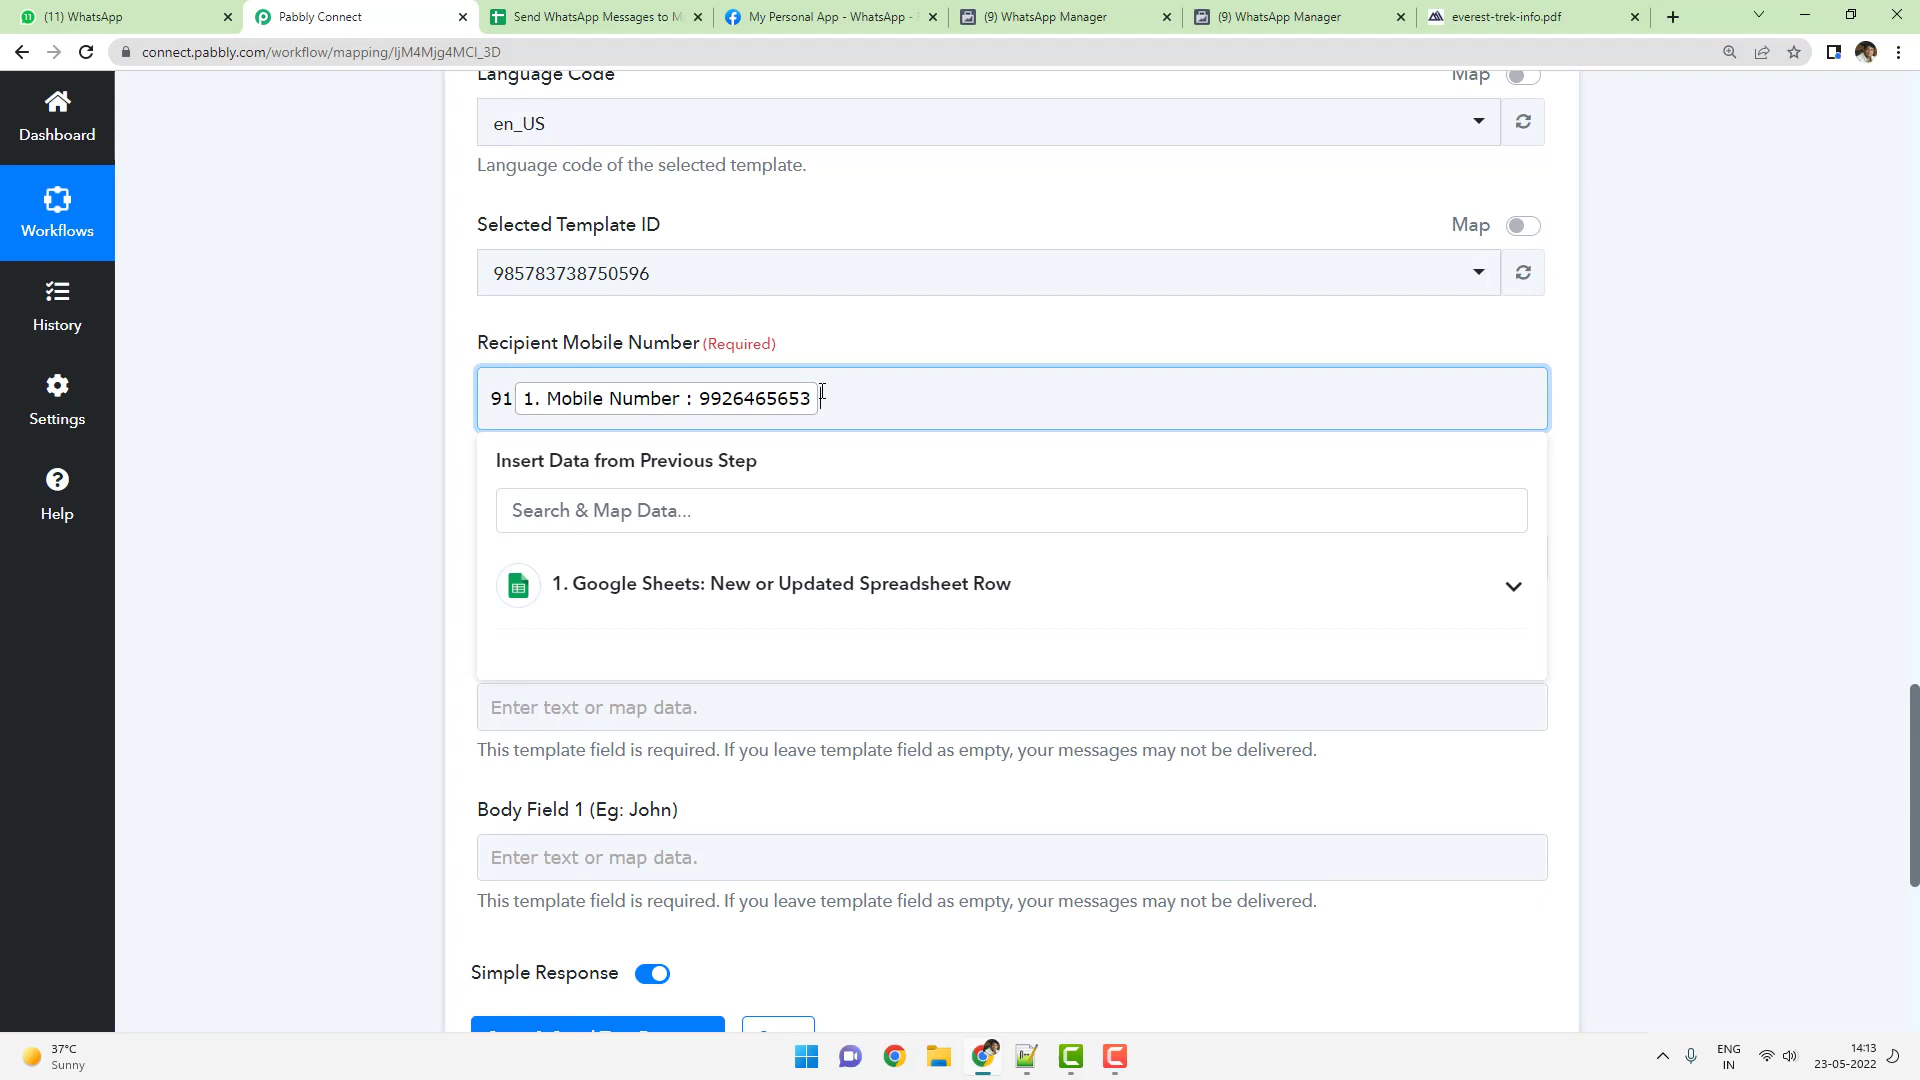 (11) WhatsApp
Pabbly Connect
Send WhatsApp Messages to M
My Personal App - WhatsApp -
(9) WhatsApp Manager
(9) WhatsApp Manager
everest-trek-info.pdf
connect.pabbly.com/workflow/mapping/IjM4Mjg4MCI_3D
Dashboard
Workflows
History
Settings
Help
Language Code
Map
en_US
Language code of the selected template.
Selected Template ID
Map
985783738750596
Recipient Mobile Number (Required)
91 1. Mobile Number : 9926465653
Insert Data from Previous Step
Search & Map Data...
1. Google Sheets: New or Updated Spreadsheet Row
Enter text or map data.
This template field is required. If you leave template field as empty, your messages may not be delivered.
Body Field 1 (Eg: John)
Enter text or map data.
This template field is required. If you leave template field as empty, your messages may not be delivered.
Simple Response
37°C
Sunny
ENG
IN
14:13
23-05-2022